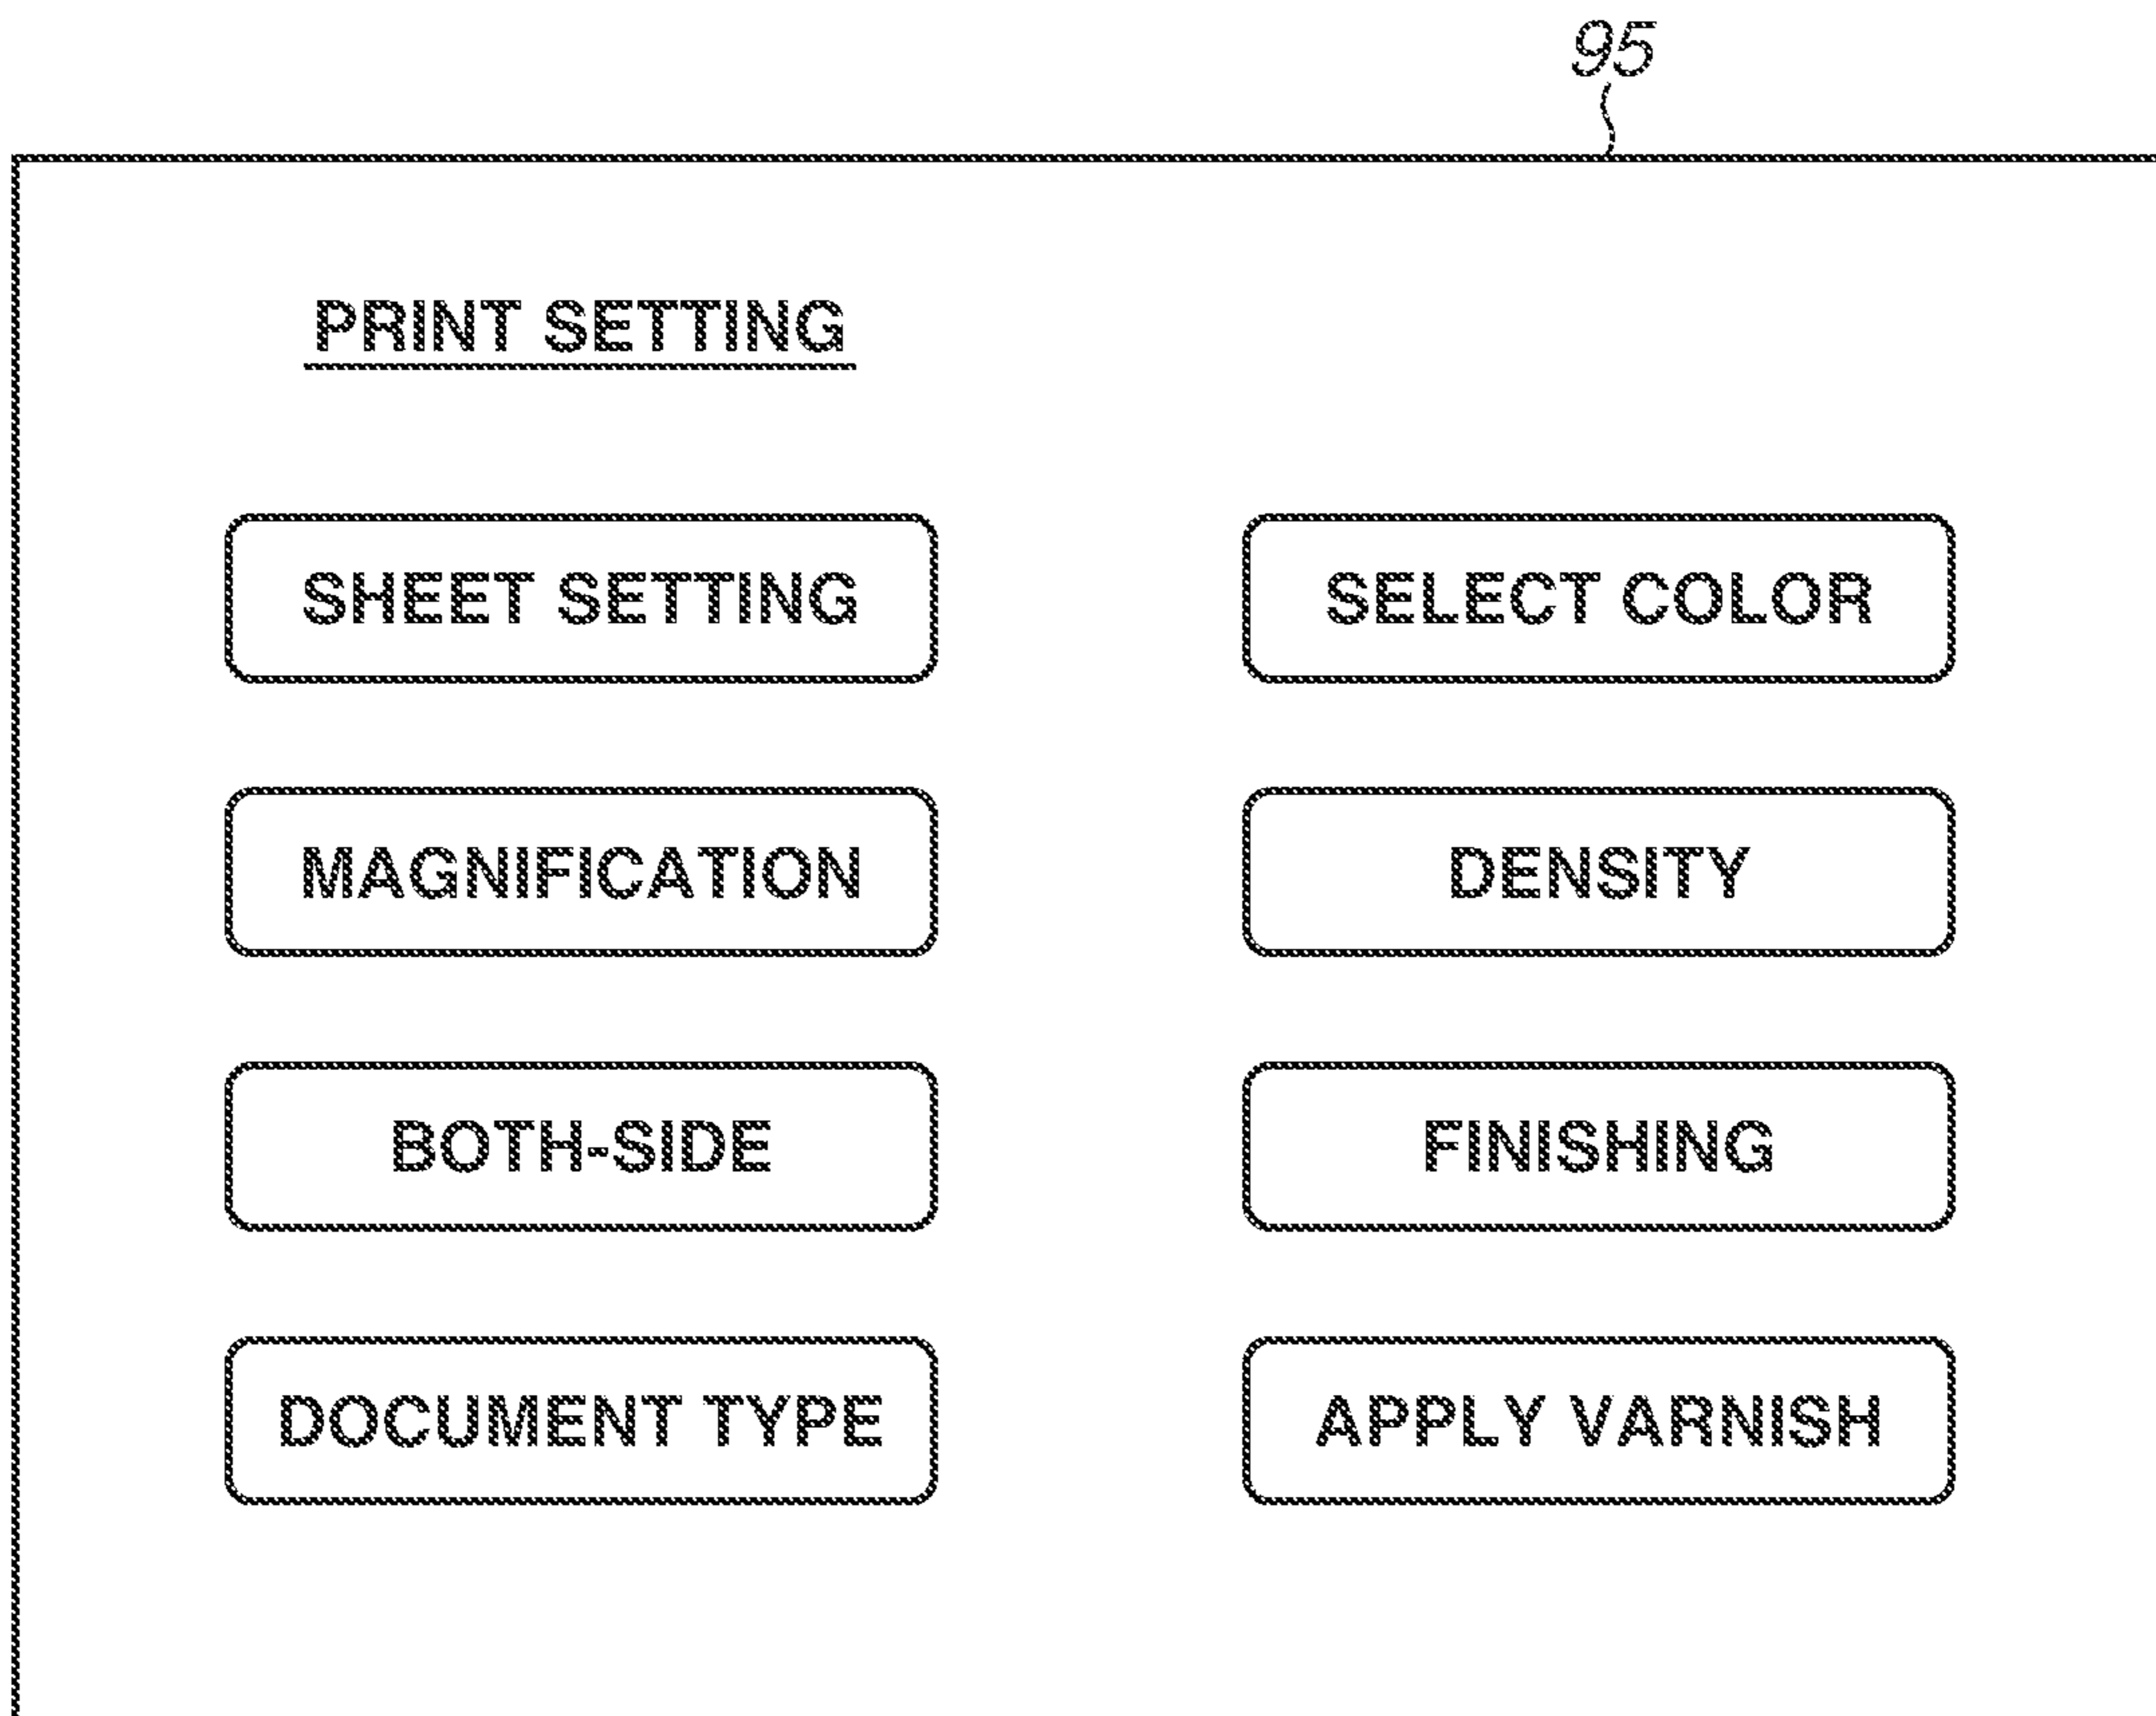 95
PRINT SETTING
SHEET SETTING
SELECT COLOR
MAGNIFICATION
DENSITY
BOTH-SIDE
FINISHING
DOCUMENT TYPE
APPLY VARNISH